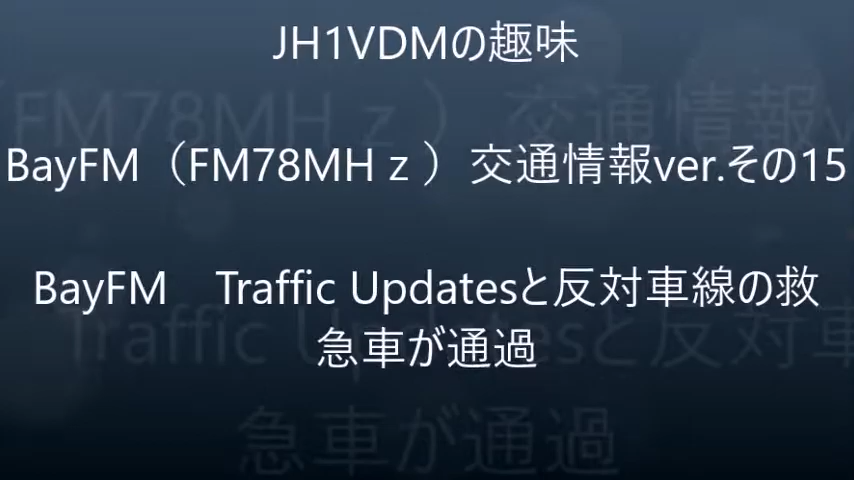 JH1VDMの趣味
BayFM（FM78MHｚ）交通情報ver.その15
BayFM　Traffic Updatesと反対車線の救
急車が通過